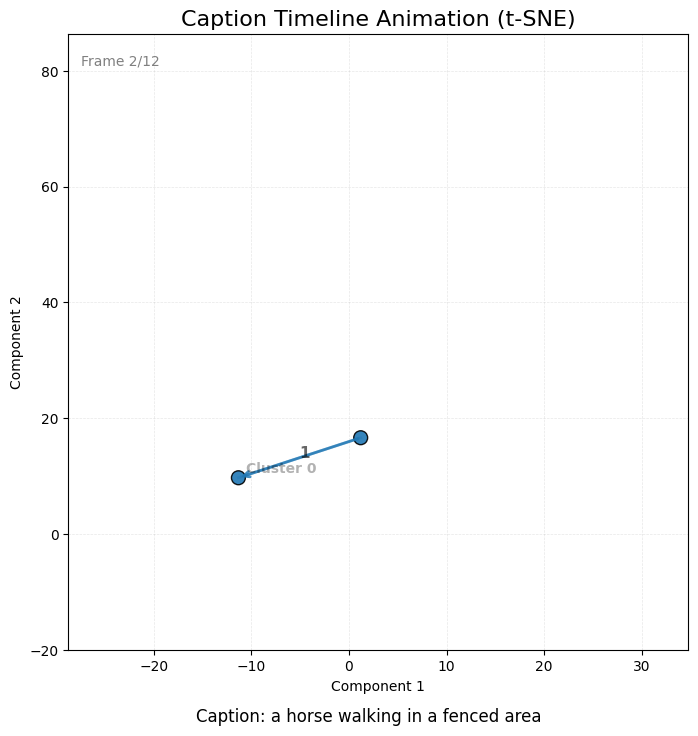 Caption Timeline Animation (t-SNE)
Frame 2/12
80
60
40
20
0
−20
Component 2
1
Cluster 0
−20
−10
0
10
20
30
Component 1
Caption: a horse walking in a fenced area